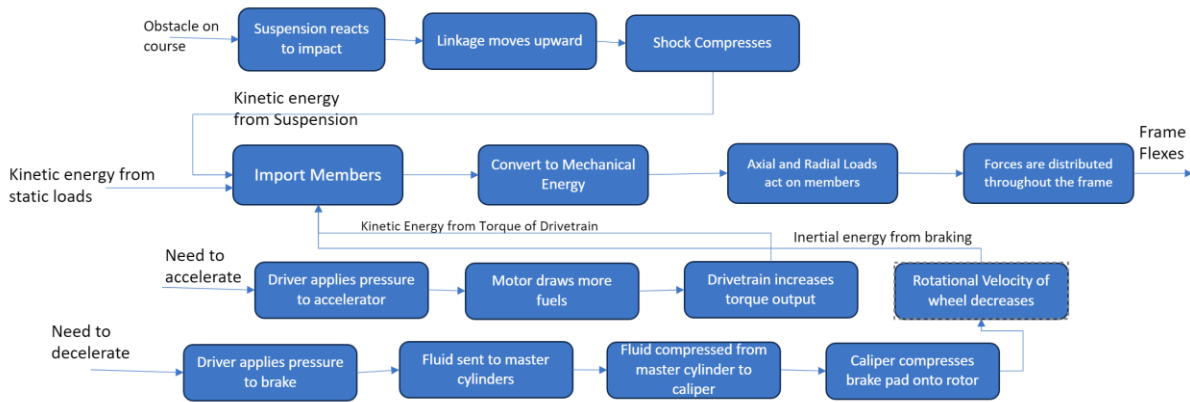 Obstacle on
course
Suspension reacts
to impact
Linkage moves upward
Shock Compresses
Kinetic energy
from Suspension
Kinetic energy from
static loads
Import Members
Convert to Mechanical
Energy
Axial and Radial Loads
act on members
Forces are distributed
throughout the frame
Frame
Flexes
Kinetic Energy from Torque of Drivetrain
Inertial energy from braking
Need to
accelerate
Driver applies pressure
to accelerator
Motor draws more
fuels
Drivetrain increases
torque output
Rotational Velocity of
wheel decreases
Need to
decelerate
Driver applies pressure
to brake
Fluid sent to master
cylinders
Fluid compressed from
master cylinder to
caliper
Caliper compresses
brake pad onto rotor